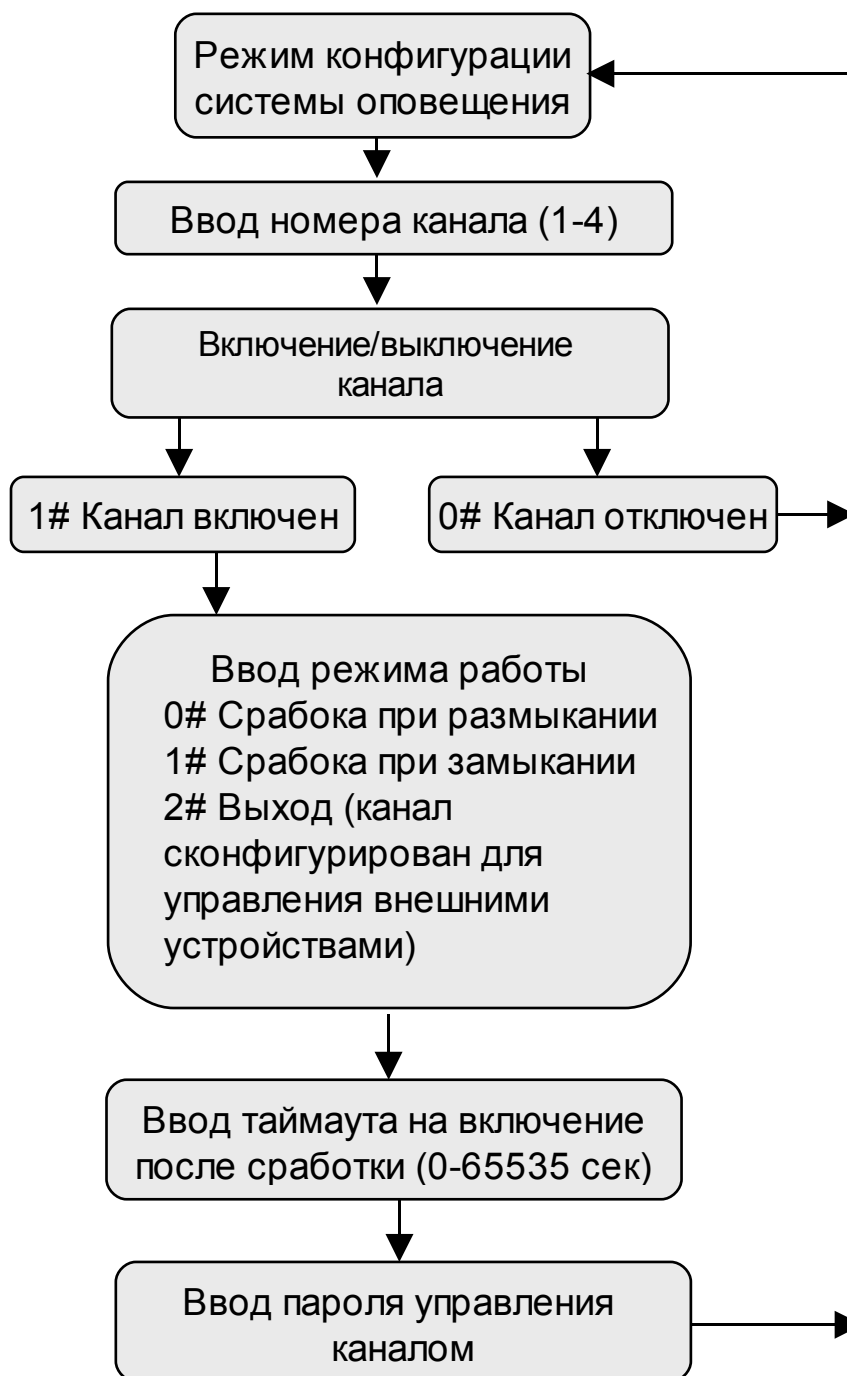 Режим конфигурации
системы оповещения
Ввод номера канала (1-4)
Включение/выключение
канала
1# Канал включен
0# Канал отключен
Ввод режима работы
0# Срабока при размыкании
1# Срабока при замыкании
2# Выход (канал
сконфигурирован для
управления внешними
устройствами)
Ввод таймаута на включение
после сработки (0-65535 сек)
Ввод пароля управления
каналом